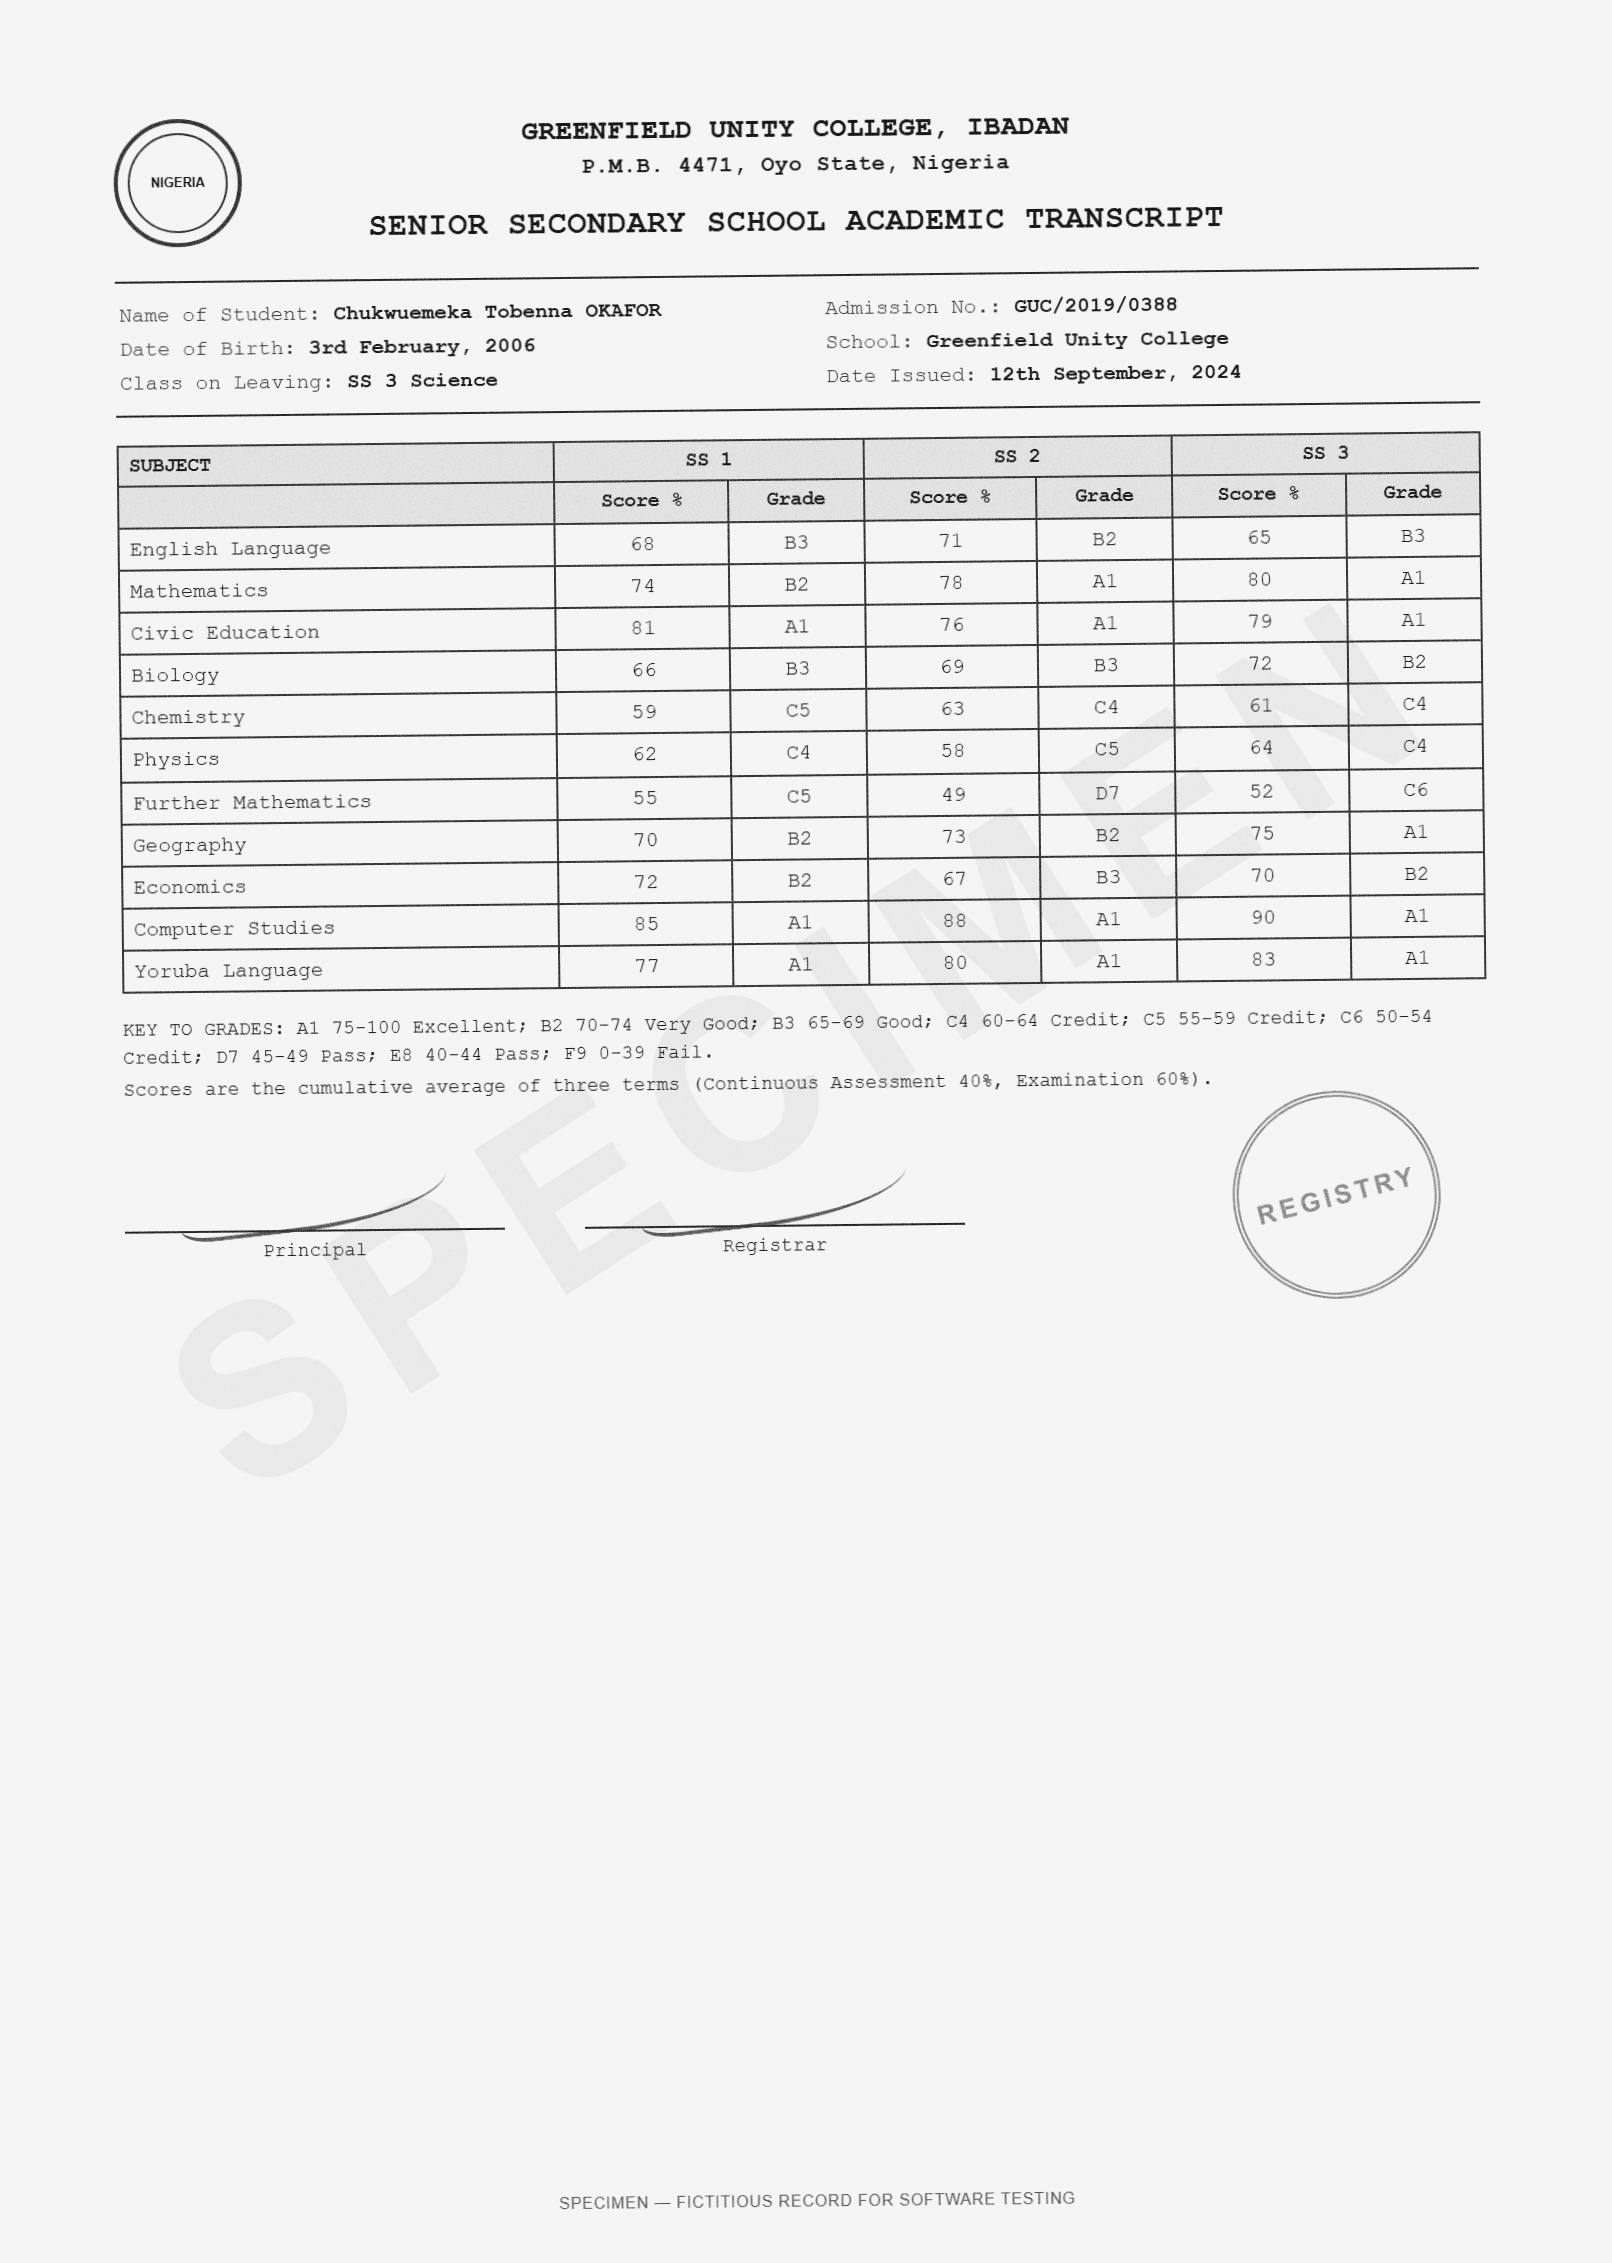 NIGERIA
GREENFIELD UNITY COLLEGE, IBADAN
P.M.B. 4471, Oyo State, Nigeria
SENIOR SECONDARY SCHOOL ACADEMIC TRANSCRIPT
Name of Student: Chukwuemeka Tobenna OKAFOR Admission No.: GUC/2019/0388
Date of Birth: 3rd February, 2006 School: Greenfield Unity College
Class on Leaving: SS 3 Science Date Issued: 12th September, 2024
SUBJECT SS 1 SS 2 SS 3
Score % Grade Score % Grade Score % Grade
English Language 68 B3 71 B2 65 B3
Mathematics 74 B2 78 A1 80 A1
Civic Education 81 A1 76 A1 79 A1
Biology 66 B3 69 B3 72 B2
Chemistry 59 C5 63 C4 61 C4
Physics 62 C4 58 C5 64 C4
Further Mathematics 55 C5 49 D7 52 C6
Geography 70 B2 73 B2 75 A1
Economics 72 B2 67 B3 70 B2
Computer Studies 85 A1 88 A1 90 A1
Yoruba Language 77 A1 80 A1 83 A1
KEY TO GRADES: A1 75-100 Excellent; B2 70-74 Very Good; B3 65-69 Good; C4 60-64 Credit; C5 55-59 Credit; C6 50-54
Credit; D7 45-49 Pass; E8 40-44 Pass; F9 0-39 Fail.
Scores are the cumulative average of three terms (Continuous Assessment 40%, Examination 60%).
Principal Registrar
REGISTRY
SPECIMEN
SPECIMEN — FICTITIOUS RECORD FOR SOFTWARE TESTING